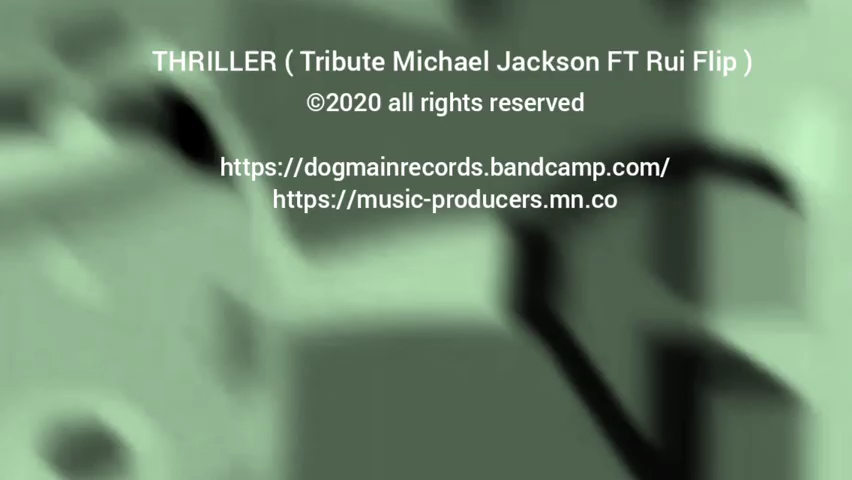 THRILLER ( Tribute Michael Jackson FT Rui Flip )
©2020 all rights reserved
https://dogmainrecords.bandcamp.com/
https://music-producers.mn.co